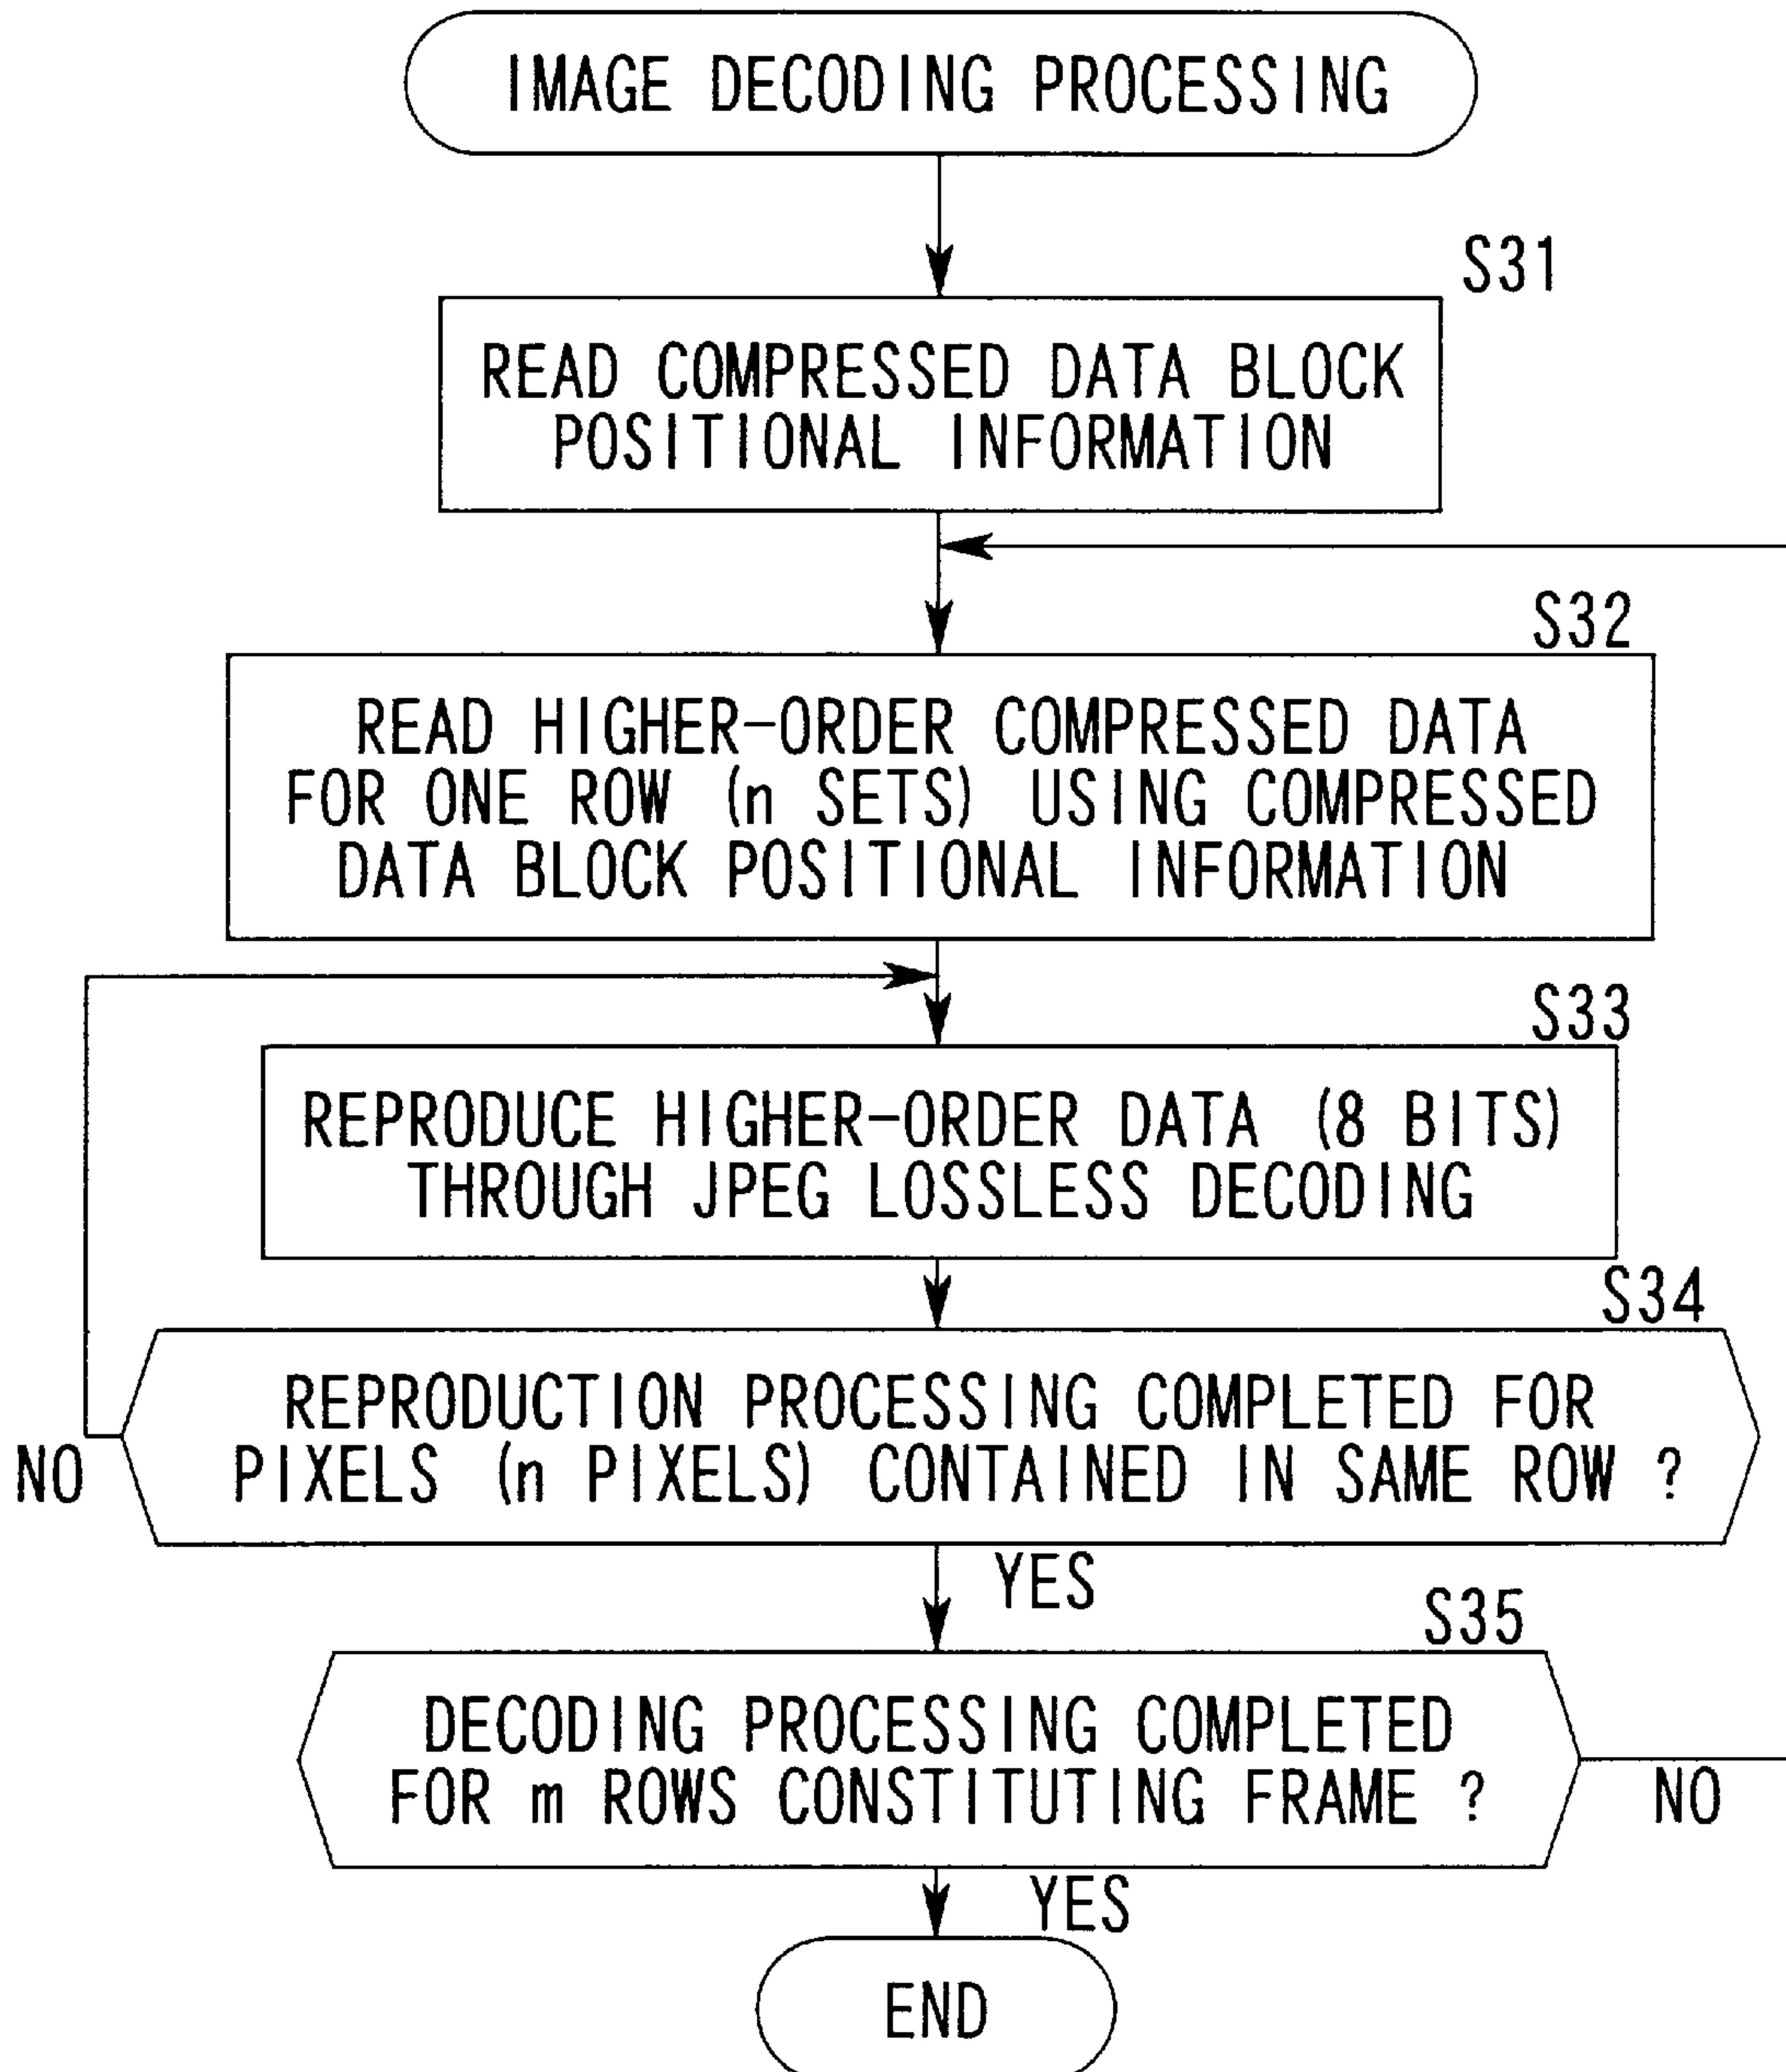 IMAGE DECODING PROCESSING
S31
READ COMPRESSED DATA BLOCK
POSITIONAL INFORMATION
S32
READ HIGHER-ORDER COMPRESSED DATA
FOR ONE ROW (n SETS) USING COMPRESSED
DATA BLOCK POSITIONAL INFORMATION
S33
REPRODUCE HIGHER-ORDER DATA (8 BITS)
THROUGH JPEG LOSSLESS DECODING
S34
REPRODUCTION PROCESSING COMPLETED FOR
PIXELS (n PIXELS) CONTAINED IN SAME ROW ?
NO
YES
S35
DECODING PROCESSING COMPLETED
FOR m ROWS CONSTITUTING FRAME ?
NO
YES
END